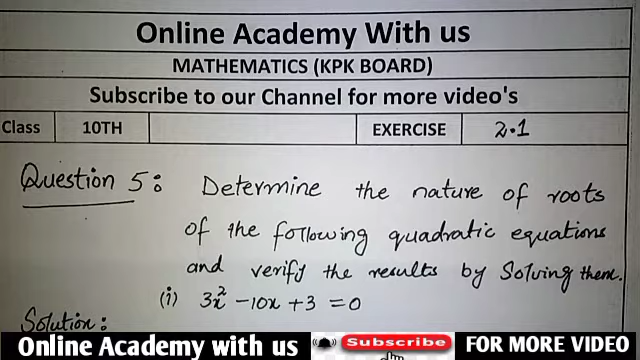 Online Academy With us
MATHEMATICS (KPK BOARD)
Subscribe to our Channel for more video's
Class 10TH EXERCISE 2.1
Question 5: Determine the nature of roots
of the following quadratic equations
and verify the results by Solving them.
(i) 3x² - 10x + 3 = 0
Solution:
Online Academy with us Subscribe FOR MORE VIDEO